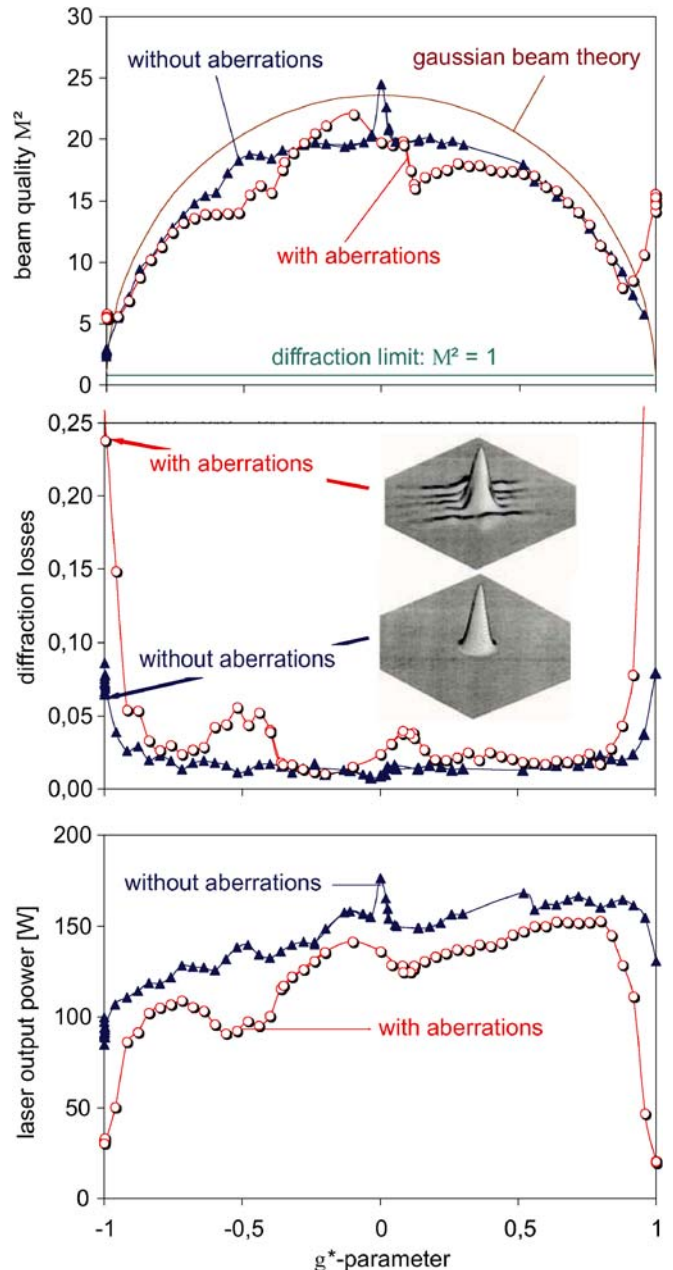 30
25
20
15
10
5
0
beam quality M²
without aberrations
gaussian beam theory
with aberrations
diffraction limit: M² = 1
0,25
0,20
0,15
0,10
0,05
0,00
diffraction losses
with aberrations
without aberrations
200
150
100
50
0
laser output power [W]
without aberrations
with aberrations
-1
-0,5
0
0,5
1
g*-parameter